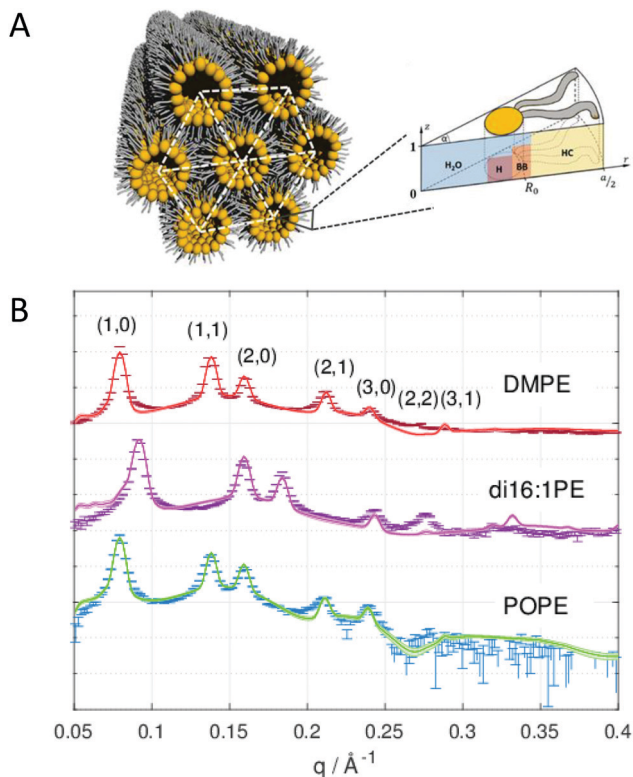 A
z
1
α
H₂O
H
BB
HC
r
0
R₀
a/2
B
(1,0)
(1,1)
(2,0)
(2,1)
(3,0)
(2,2)(3,1)
DMPE
di16:1PE
POPE
0.05 0.1 0.15 0.2 0.25 0.3 0.35 0.4
q / Å⁻¹